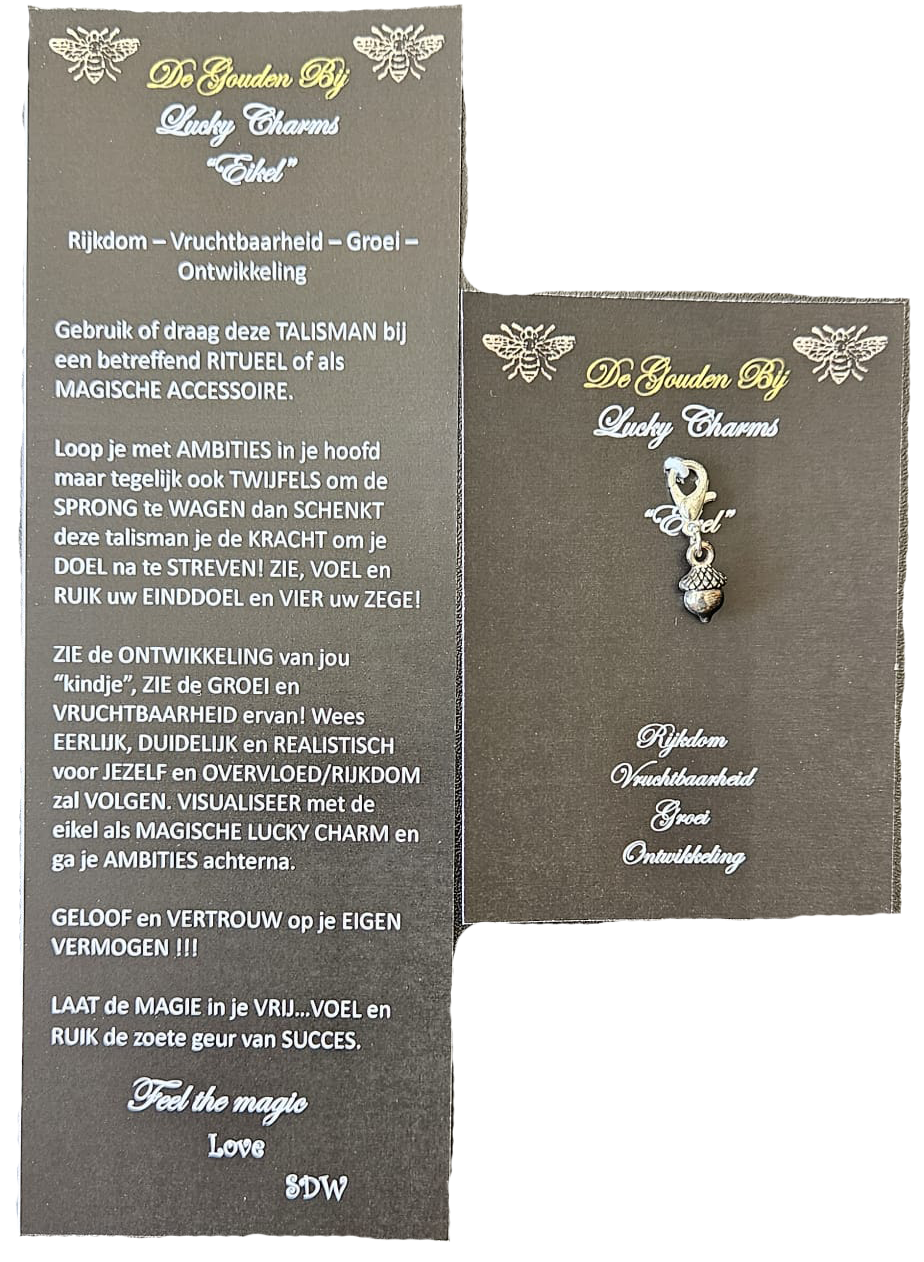 De Gouden Bij
Lucky Charms
“Eikel”
Rijkdom – Vruchtbaarheid – Groei –
Ontwikkeling
Gebruik of draag deze TALISMAN bij
een betreffend RITUEEL of als
MAGISCHE ACCESSOIRE.
Loop je met AMBITIES in je hoofd
maar tegelijk ook TWIJFELS om de
SPRONG te WAGEN dan SCHENKT
deze talisman je de KRACHT om je
DOEL na te STREVEN! ZIE, VOEL en
RUIK uw EINDDOEL en VIER uw ZEGE!
ZIE de ONTWIKKELING van jou
“kindje”, ZIE de GROEI en
VRUCHTBAARHEID ervan! Wees
EERLIJK, DUIDELIJK en REALISTISCH
voor JEZELF en OVERVLOED/RIJKDOM
zal VOLGEN. VISUALISEER met de
eikel als MAGISCHE LUCKY CHARM en
ga je AMBITIES achterna.
GELOOF en VERTROUW op je EIGEN
VERMOGEN !!!
LAAT de MAGIE in je VRIJ...VOEL en
RUIK de zoete geur van SUCCES.
Feel the magic
Love
SDW
De Gouden Bij
Lucky Charms
“Eikel”
Rijkdom
Vruchtbaarheid
Groei
Ontwikkeling